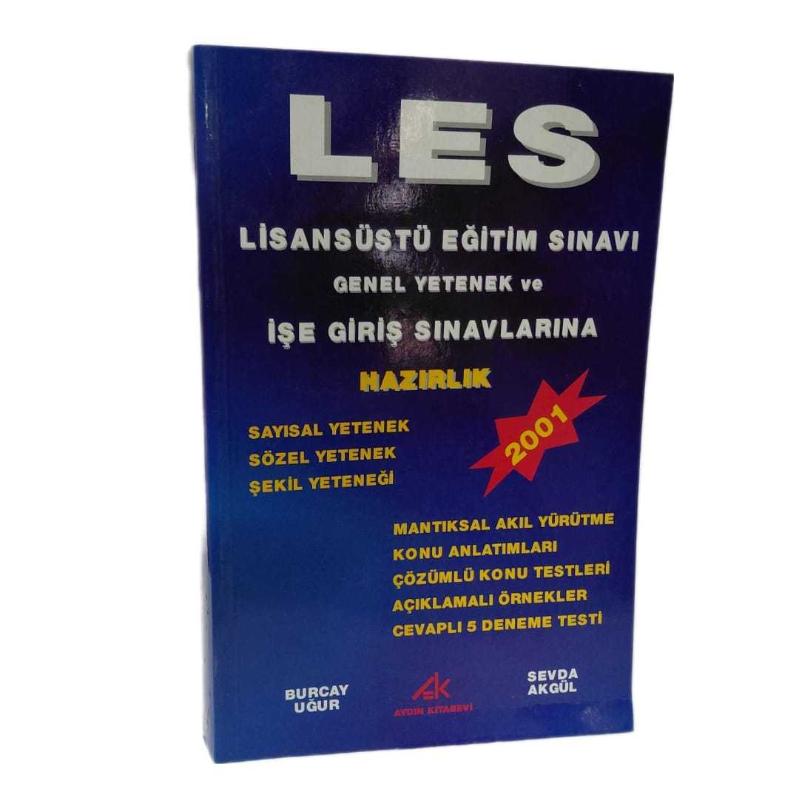 LES
LİSANSÜSTÜ EĞİTİM SINAVI
GENEL YETENEK ve
İŞE GİRİŞ SINAVLARINA
HAZIRLIK
2001
SAYISAL YETENEK
SÖZEL YETENEK
ŞEKİL YETENEĞİ
MANTIKSAL AKIL YÜRÜTME
KONU ANLATIMLARI
ÇÖZÜMLÜ KONU TESTLERİ
AÇIKLAMALI ÖRNEKLER
CEVAPLI 5 DENEME TESTİ
BURCAY
UĞUR
AYDIN KİTABEVİ
SEVDA
AKGÜL